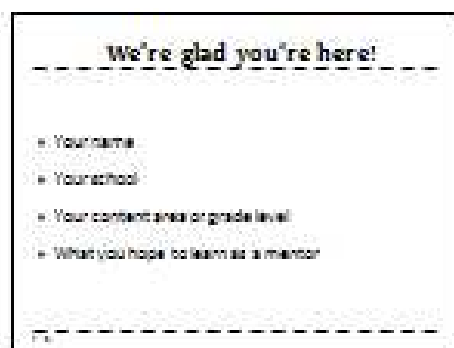 We're glad you're here!
• Your name
• Your school
• Your content area or grade level
• What you hope to learn as a mentor